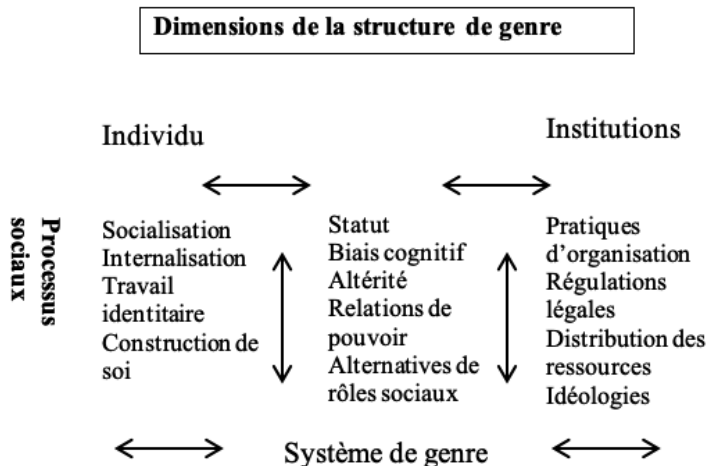 Dimensions de la structure de genre
Individu
Institutions
Processus
sociaux
Socialisation
Internalisation
Travail
identitaire
Construction de
soi
Statut
Biais cognitif
Altérité
Relations de
pouvoir
Alternatives de
rôles sociaux
Pratiques
d’organisation
Régulations
légales
Distribution des
ressources
Idéologies
Système de genre